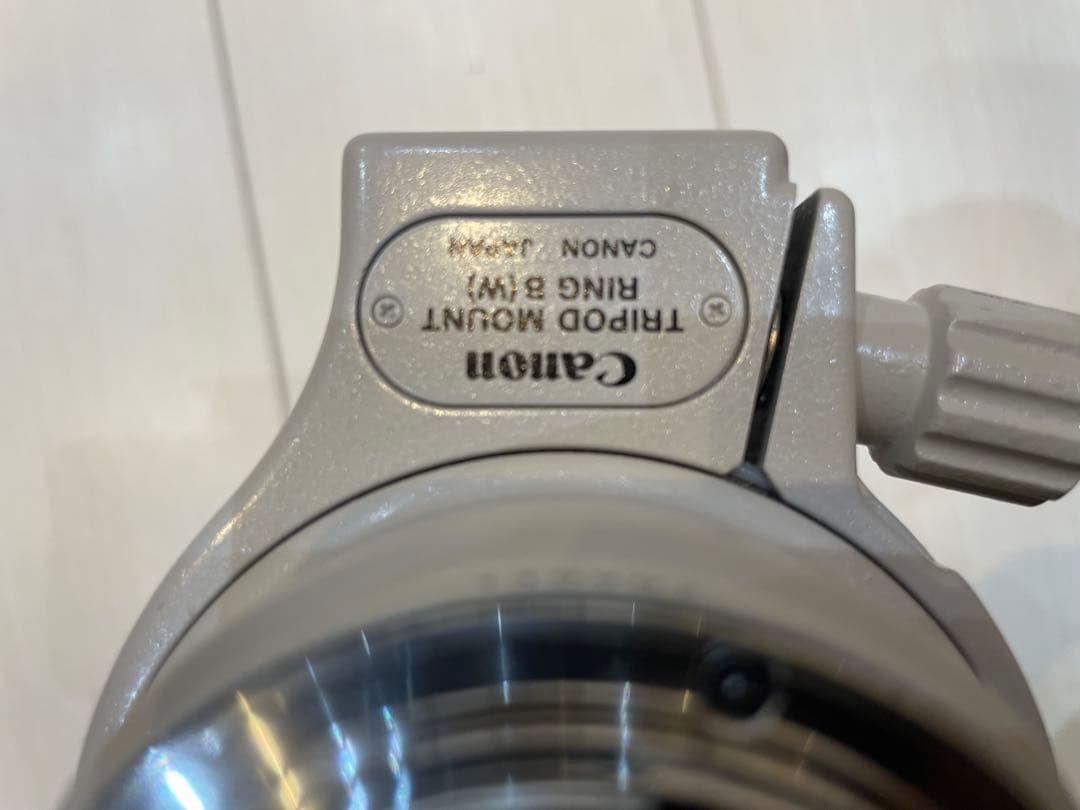 Canon
TRIPOD MOUNT
RING B (W)
CANON JAPAN